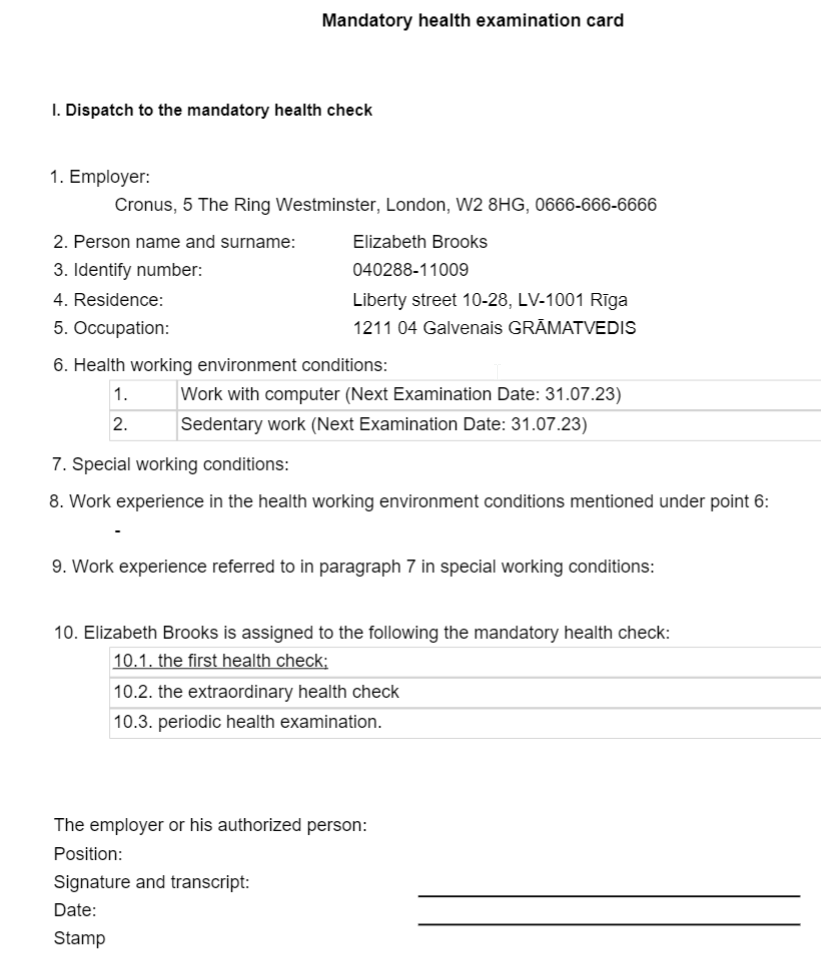 Mandatory health examination card
I. Dispatch to the mandatory health check
1. Employer:
Cronus, 5 The Ring Westminster, London, W2 8HG, 0666-666-6666
2. Person name and surname: Elizabeth Brooks
3. Identify number: 040288-11009
4. Residence: Liberty street 10-28, LV-1001 Rīga
5. Occupation: 1211 04 Galvenais GRĀMATVEDIS
6. Health working environment conditions:
1. Work with computer (Next Examination Date: 31.07.23)
2. Sedentary work (Next Examination Date: 31.07.23)
7. Special working conditions:
8. Work experience in the health working environment conditions mentioned under point 6:
-
9. Work experience referred to in paragraph 7 in special working conditions:
10. Elizabeth Brooks is assigned to the following the mandatory health check:
10.1. the first health check;
10.2. the extraordinary health check
10.3. periodic health examination.
The employer or his authorized person:
Position:
Signature and transcript:
Date:
Stamp